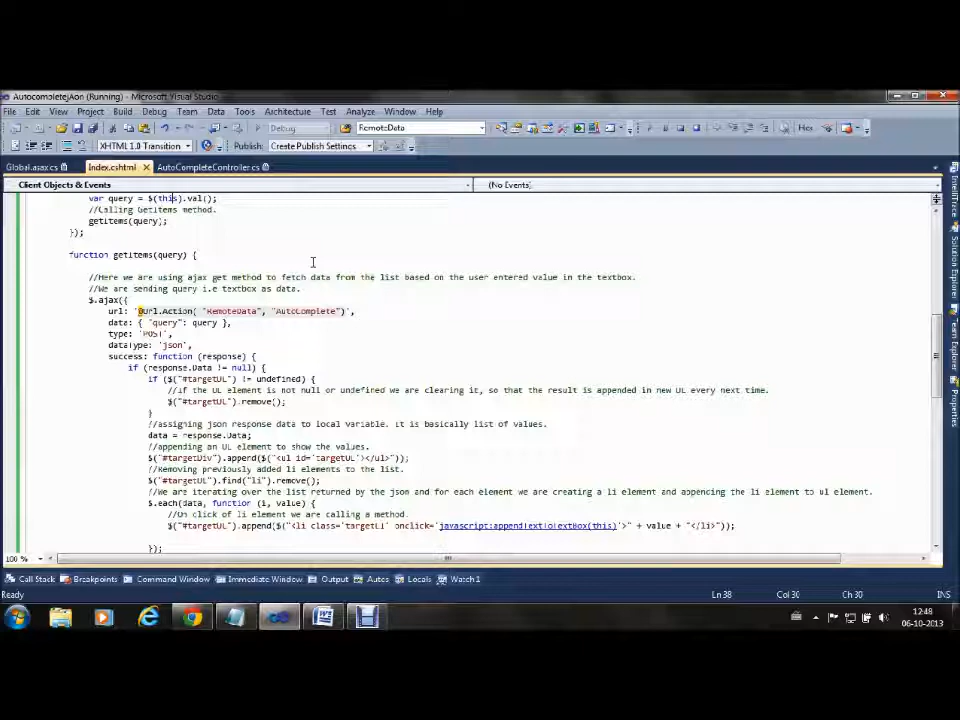 AutocompletejAon (Running) - Microsoft Visual Studio
File Edit View Project Build Debug Team Data Tools Architecture Test Analyze Window Help
Debug RemoteData Hex
XHTML 1.0 Transition Publish: Create Publish Settings
Global.asax.cs Index.cshtml AutoCompleteController.cs
Client Objects & Events (No Events)
var query = $(this).val();
//Calling GetItems method.
getItems(query);
});
function getItems(query) {
//Here we are using ajax get method to fetch data from the list based on the user entered value in the textbox.
//We are sending query i.e textbox as data.
$.ajax({
url: '@Url.Action( "RemoteData", "AutoComplete")',
data: { "query": query },
type: 'POST',
dataType: 'json',
success: function (response) {
if (response.Data != null) {
if ($("#targetUL") != undefined) {
//If the UL element is not null or undefined we are clearing it, so that the result is appended in new UL every next time.
$("#targetUL").remove();
}
//assigning json response data to local variable. It is basically list of values.
data = response.Data;
//appending an UL element to show the values.
$("#targetDiv").append($("<ul id='targetUL'></ul>"));
//Removing previously added li elements to the list.
$("#targetUL").find("li").remove();
//We are iterating over the list returned by the json and for each element we are creating a li element and appending the li element to ul element.
$.each(data, function (i, value) {
//On click of li element we are calling a method.
$("#targetUL").append($("<li class='targetLi' onclick='javascript:appendTextToTextBox(this)'>" + value + "</li>"));
});
100 %
Call Stack Breakpoints Command Window Immediate Window Output Autos Locals Watch 1
Ready Ln 38 Col 30 Ch 30 INS
12:48
06-10-2013
IntelliTrace
Solution Explorer
Team Explorer
Properties